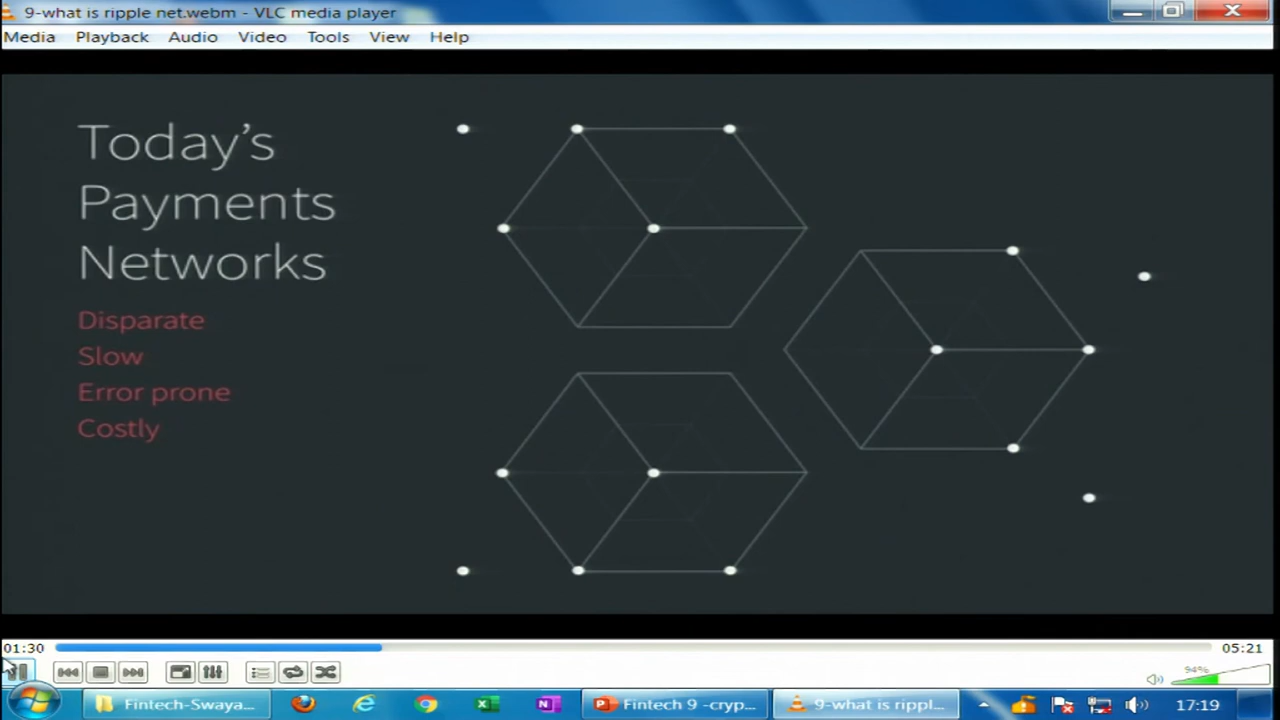 9-what is ripple net.webm - VLC media player
Media Playback Audio Video Tools View Help
Today's
Payments
Networks
Disparate
Slow
Error prone
Costly
01:30
05:21
94%
Fintech-Swaya...
Fintech 9 -cryp...
9-what is rippl...
17:19